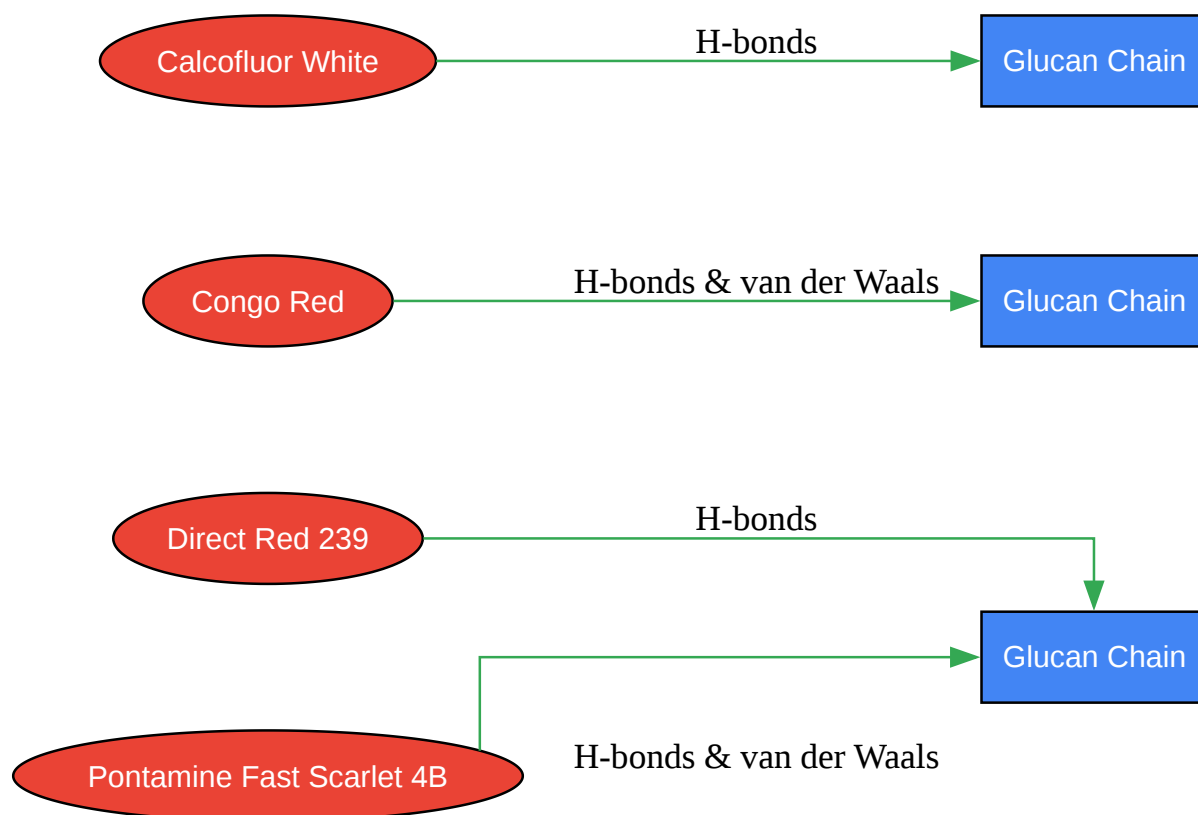 Calcofluor White
H-bonds
Glucan Chain
Congo Red
H-bonds & van der Waals
Glucan Chain
Direct Red 239
H-bonds
Glucan Chain
Pontamine Fast Scarlet 4B
H-bonds & van der Waals